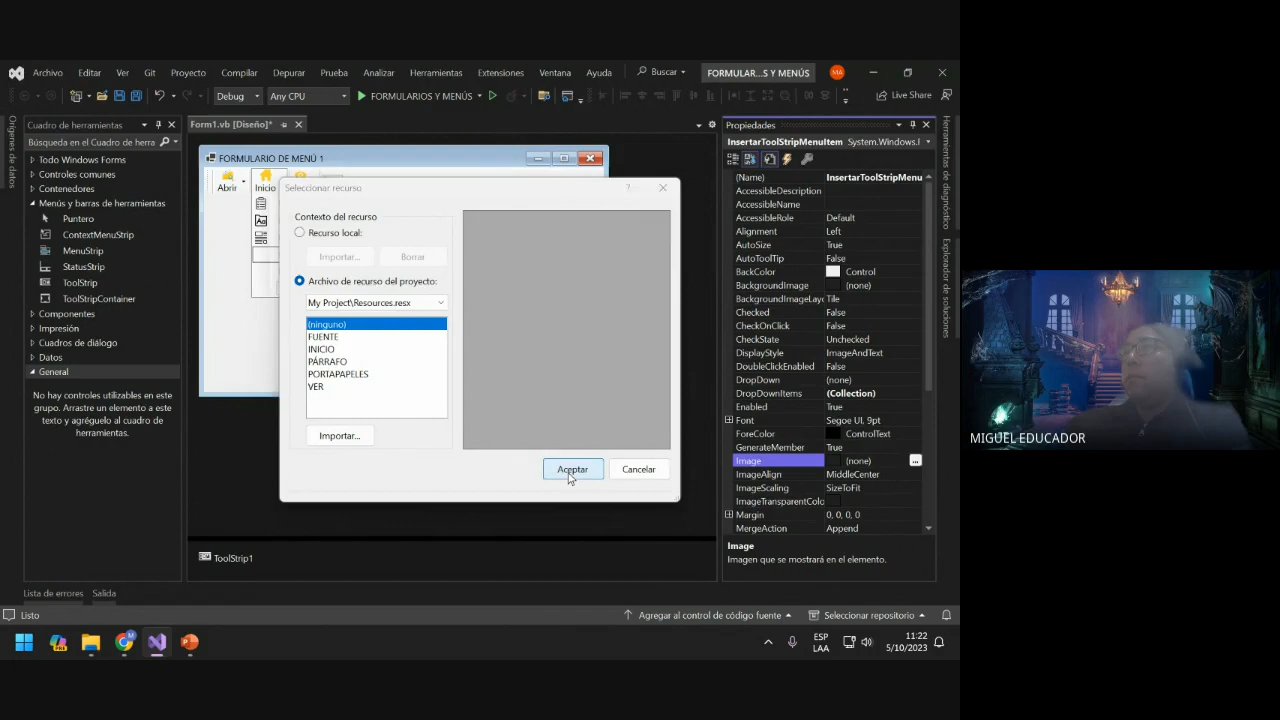 Archivo Editar Ver Git Proyecto Compilar Depurar Prueba Analizar Herramientas Extensiones Ventana Ayuda Buscar FORMULAR...S Y MENÚS MA
Debug Any CPU FORMULARIOS Y MENÚS Live Share
Orígenes de datos
Cuadro de herramientas
Búsqueda en el Cuadro de herra
Todo Windows Forms
Controles comunes
Contenedores
Menús y barras de herramientas
Puntero
ContextMenuStrip
MenuStrip
StatusStrip
ToolStrip
ToolStripContainer
Componentes
Impresión
Cuadros de diálogo
Datos
General
No hay controles utilizables en este
grupo. Arrastre un elemento a este
texto y agréguelo al cuadro de
herramientas.
Form1.vb [Diseño]*
FORMULARIO DE MENÚ 1
Abrir
Inicio
Seleccionar recurso
Contexto del recurso
Recurso local:
Importar... Borrar
Archivo de recurso del proyecto:
My Project\Resources.resx
(ninguno)
FUENTE
INICIO
PÁRRAFO
PORTAPAPELES
VER
Importar...
Aceptar Cancelar
ToolStrip1
Propiedades
InsertarToolStripMenuItem System.Windows.I
(Name) InsertarToolStripMenu
AccessibleDescription
AccessibleName
AccessibleRole Default
Alignment Left
AutoSize True
AutoToolTip False
BackColor Control
BackgroundImage (none)
BackgroundImageLayo Tile
Checked False
CheckOnClick False
CheckState Unchecked
DisplayStyle ImageAndText
DoubleClickEnabled False
DropDown (none)
DropDownItems (Collection)
Enabled True
Font Segoe UI, 9pt
ForeColor ControlText
GenerateMember True
Image (none) ...
ImageAlign MiddleCenter
ImageScaling SizeToFit
ImageTransparentColo
Margin 0, 0, 0, 0
MergeAction Append
Image
Imagen que se mostrará en el elemento.
Herramientas de diagnóstico
Explorador de soluciones
Lista de errores Salida
Listo Agregar al control de código fuente Seleccionar repositorio
ESP
LAA
11:22
5/10/2023
MIGUEL EDUCADOR